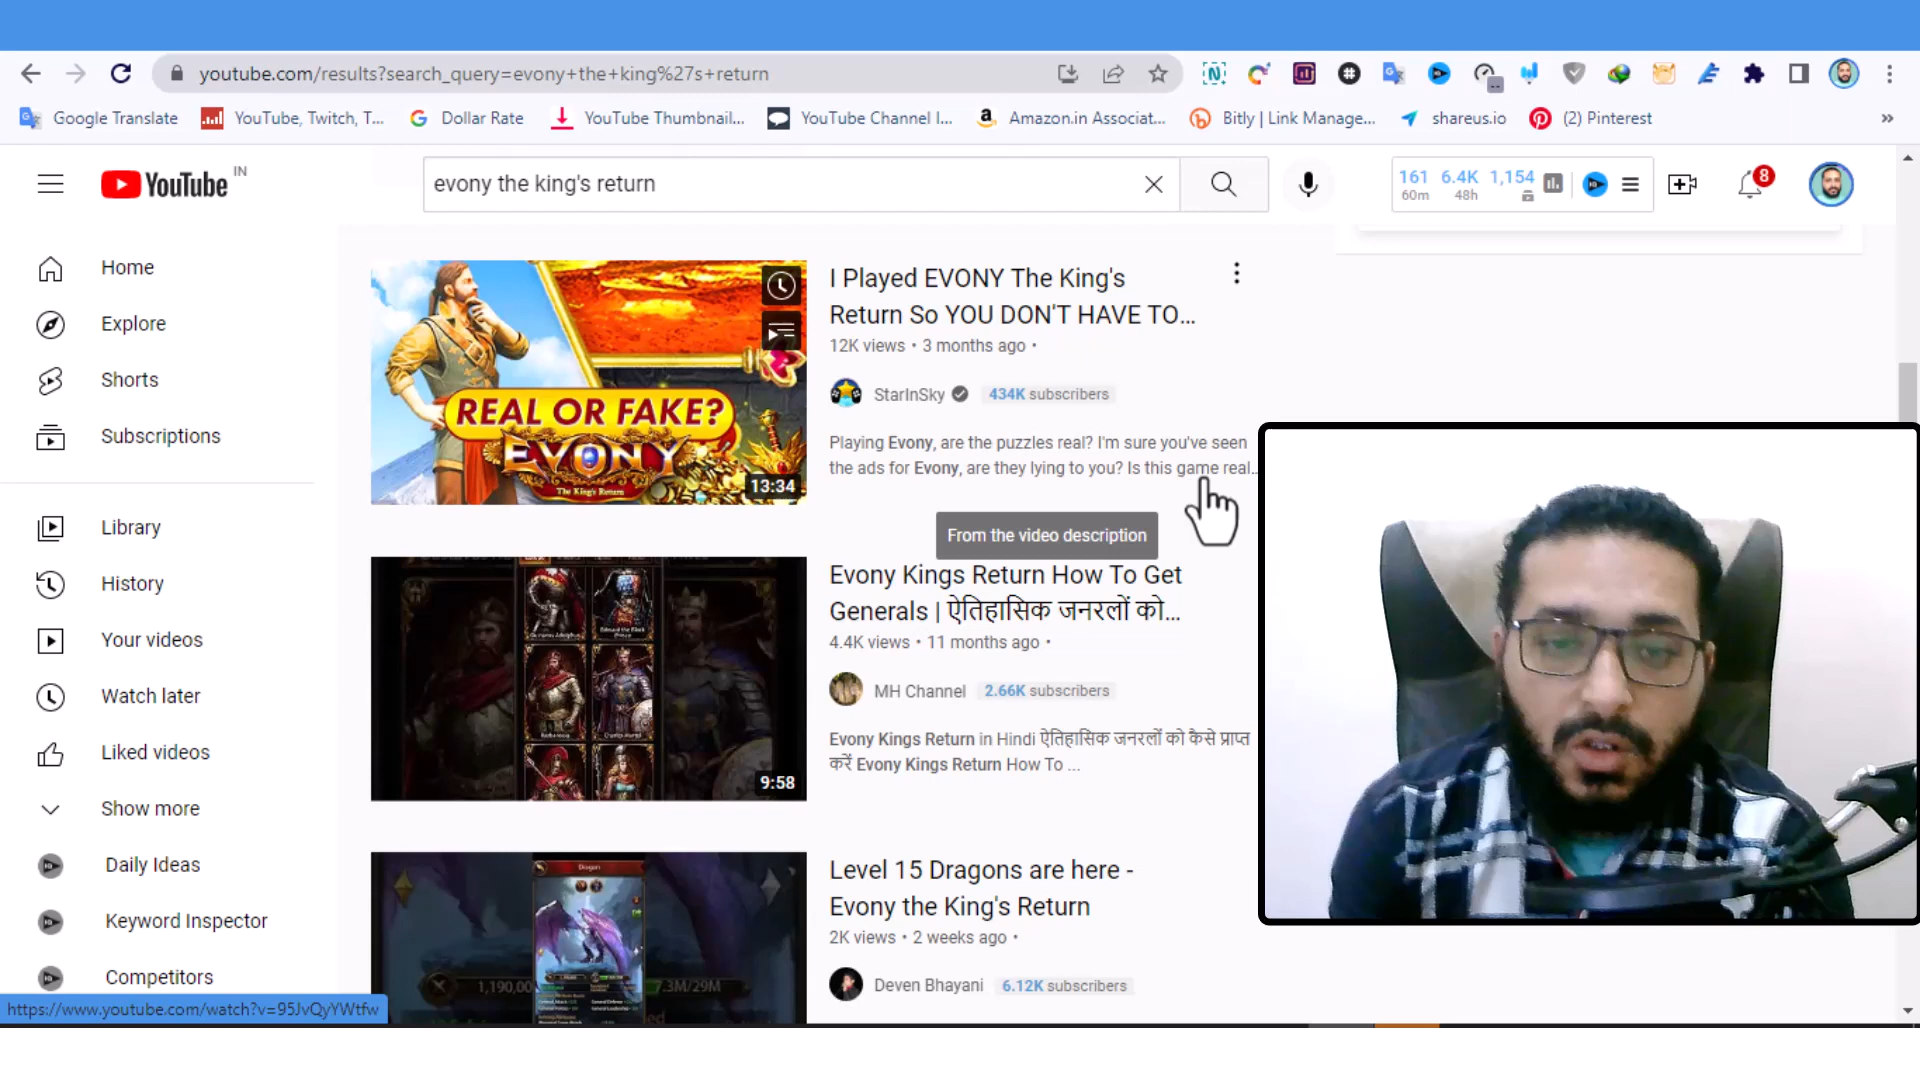 youtube.com/results?search_query=evony+the+king%27s+return
Google Translate
YouTube, Twitch, T...
Dollar Rate
YouTube Thumbnail...
YouTube Channel I...
Amazon.in Associat...
Bitly | Link Manage...
shareus.io
(2) Pinterest
»
YouTube IN
evony the king's return
161 6.4K 1,154
60m 48h
8
Home
Explore
Shorts
Subscriptions
Library
History
Your videos
Watch later
Liked videos
Show more
Daily Ideas
Keyword Inspector
Competitors
https://www.youtube.com/watch?v=95JvQyYWtfw
REAL OR FAKE?
EVONY
The King's Return
13:34
I Played EVONY The King's
Return So YOU DON'T HAVE TO...
12K views • 3 months ago •
StarInSky 434K subscribers
Playing Evony, are the puzzles real? I'm sure you've seen
the ads for Evony, are they lying to you? Is this game real...
From the video description
9:58
Evony Kings Return How To Get
Generals | ऐतिहासिक जनरलों को...
4.4K views • 11 months ago •
MH Channel 2.66K subscribers
Evony Kings Return in Hindi ऐतिहासिक जनरलों को कैसे प्राप्त
करें Evony Kings Return How To ...
Dragon
1,190,00
7.3M/29M
Level 15 Dragons are here -
Evony the King's Return
2K views • 2 weeks ago •
Deven Bhayani 6.12K subscribers